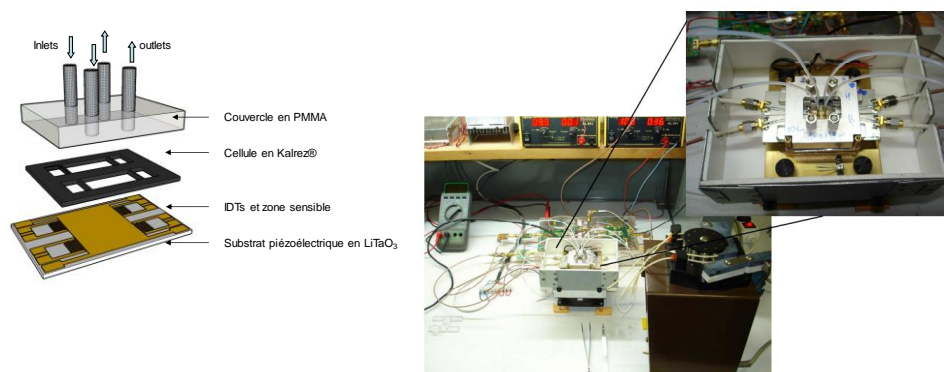 Inlets
outlets
Couvercle en PMMA
Cellule en Kalrez®
IDTs et zone sensible
Substrat piézoélectrique en LiTaO3